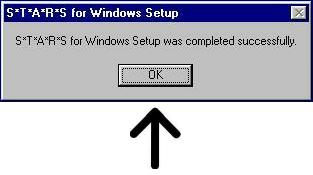 S*T*A*R*S for Windows Setup
S*T*A*R*S for Windows Setup was completed successfully.
OK